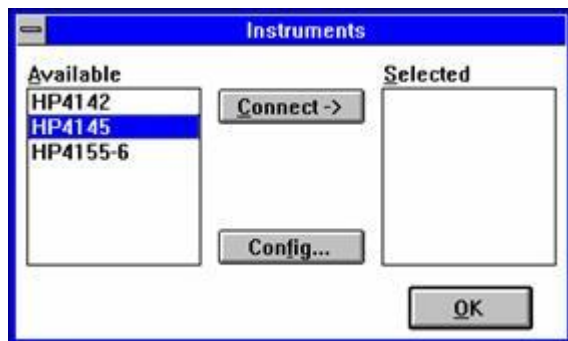 Instruments
Available
HP4142
HP4145
HP4155-6
Connect ->
Config...
Selected
OK